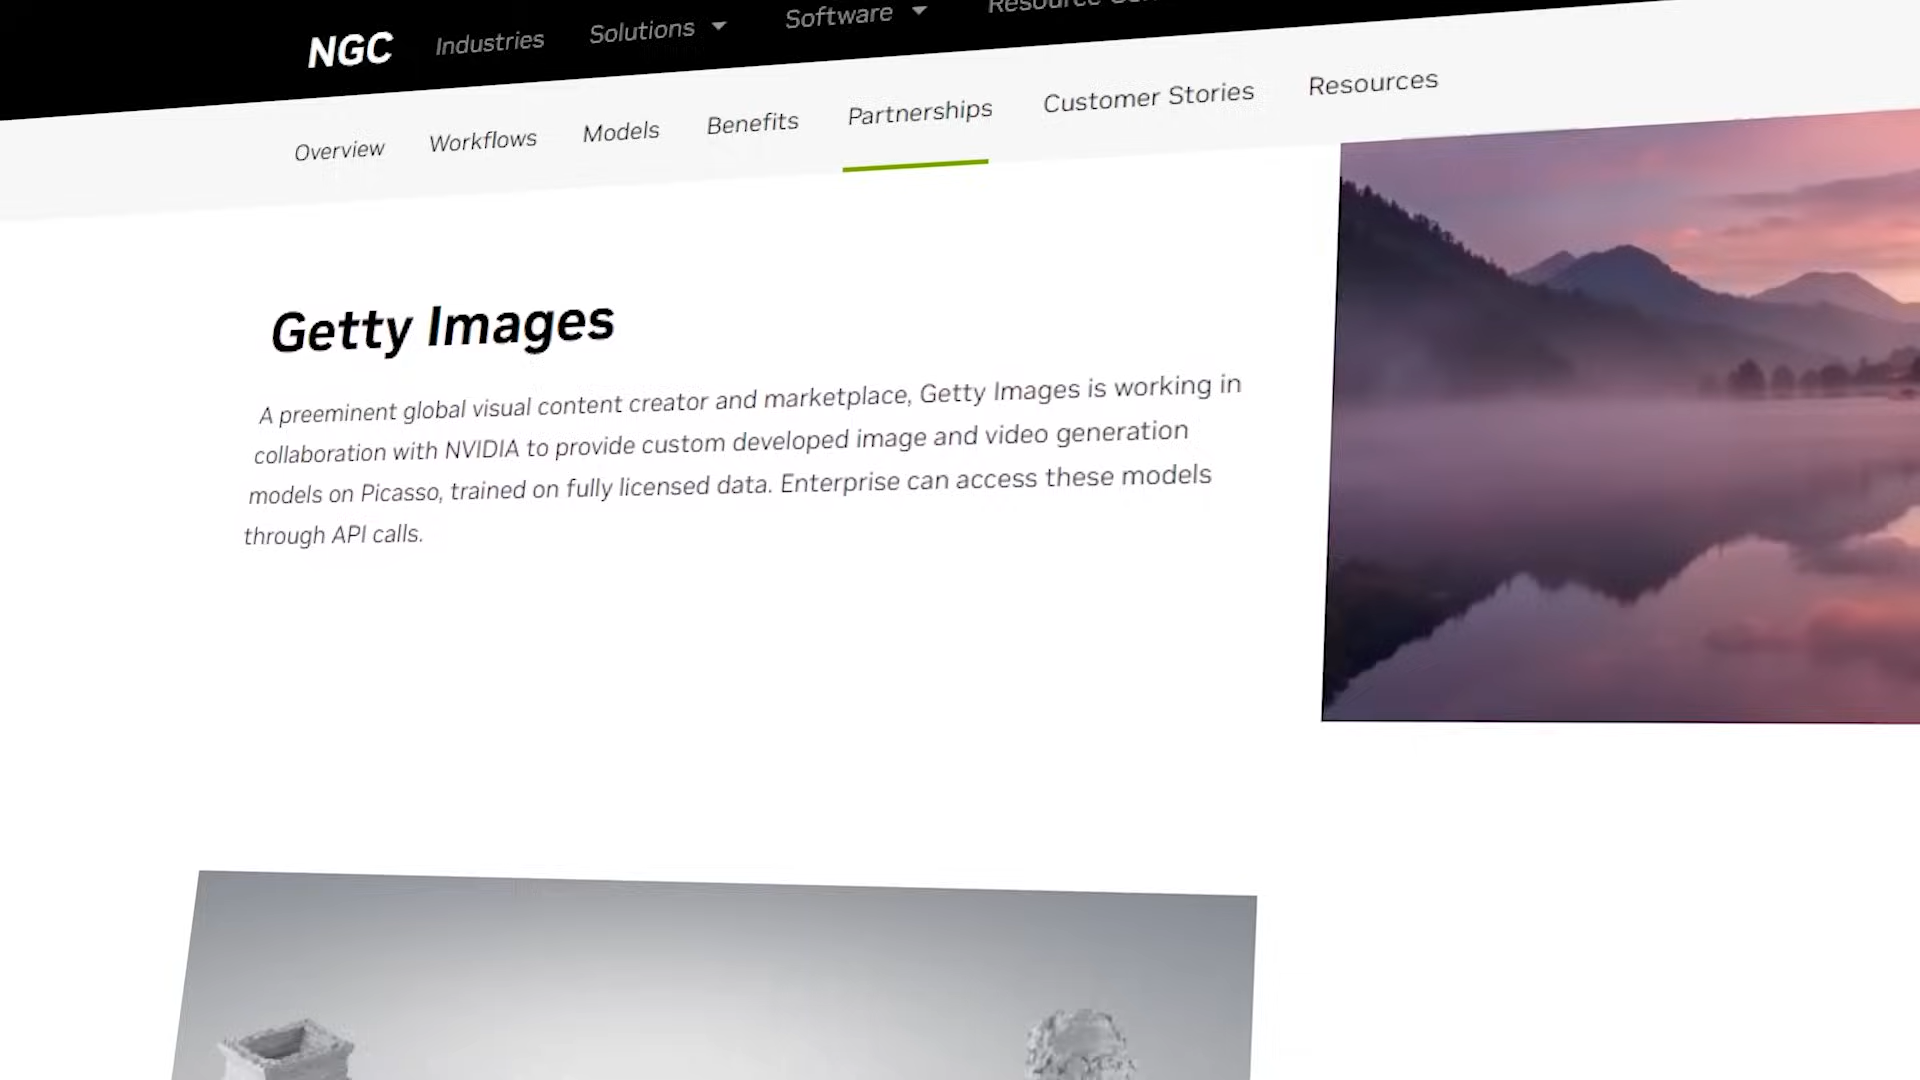 NGC Industries Solutions Software Resource
Overview Workflows Models Benefits Partnerships Customer Stories Resources
Getty Images
A preeminent global visual content creator and marketplace, Getty Images is working in
collaboration with NVIDIA to provide custom developed image and video generation
models on Picasso, trained on fully licensed data. Enterprise can access these models
through API calls.